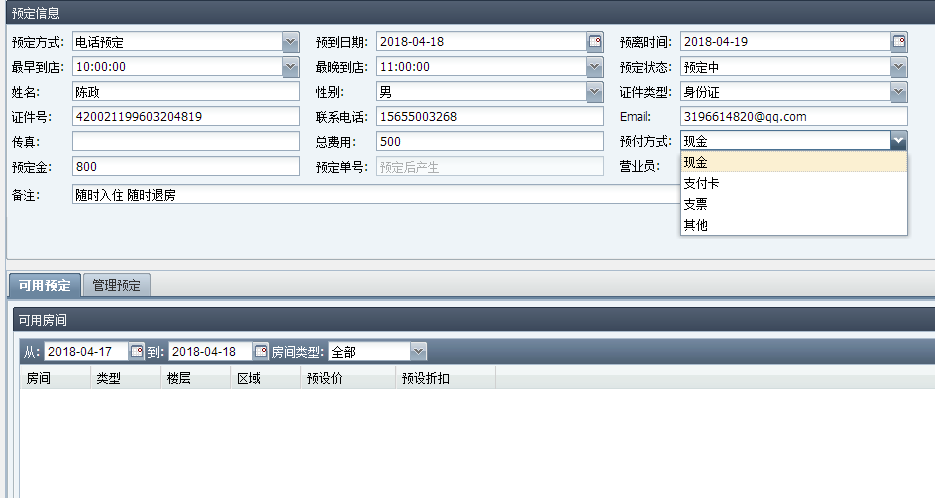 预定信息
预定方式: 电话预定 预到日期: 2018-04-18 预离时间: 2018-04-19
最早到店: 10:00:00 最晚到店: 11:00:00 预定状态: 预定中
姓名: 陈政 性别: 男 证件类型: 身份证
证件号: 420021199603204819 联系电话: 15655003268 Email: 3196614820@qq.com
传真: 总费用: 500 预付方式: 现金
预定金: 800 预定单号: 预定后产生 营业员: 现金
支付卡
备注: 随时入住 随时退房 支票
其他
可用预定 管理预定
可用房间
从: 2018-04-17 到: 2018-04-18 房间类型: 全部
房间 类型 楼层 区域 预设价 预设折扣